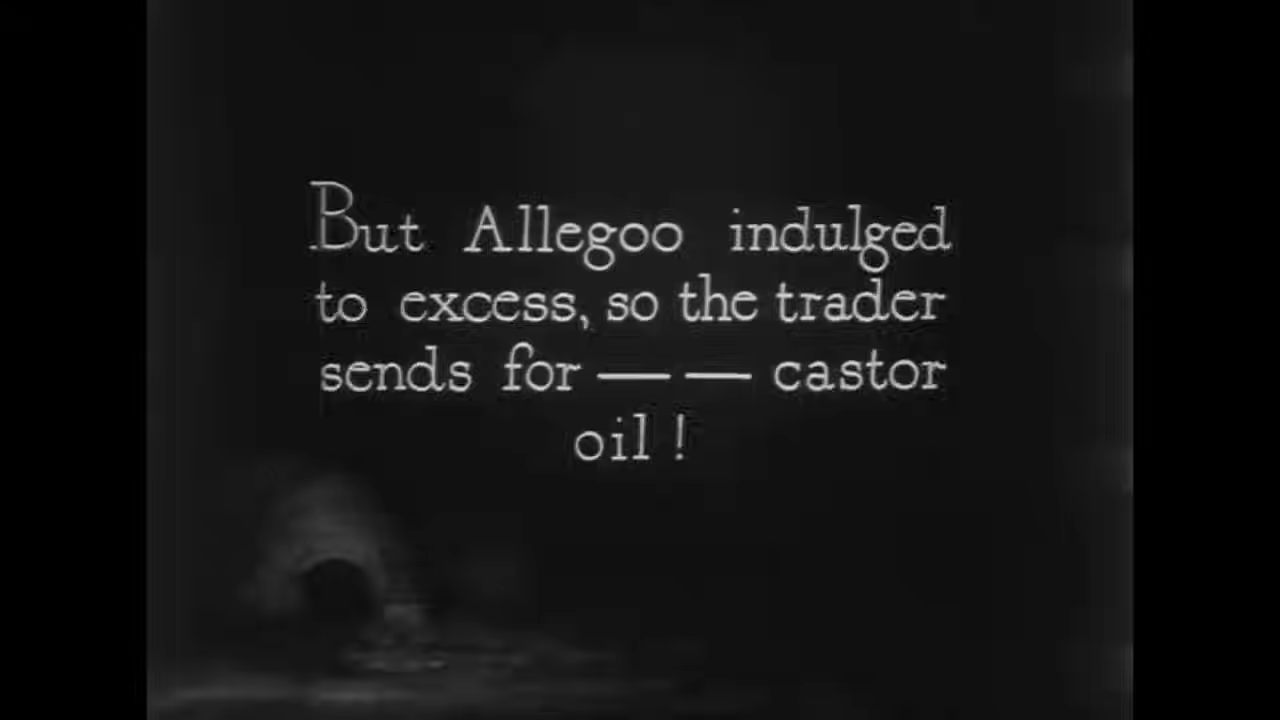 But Allegoo indulged
to excess, so the trader
sends for — — castor
oil !